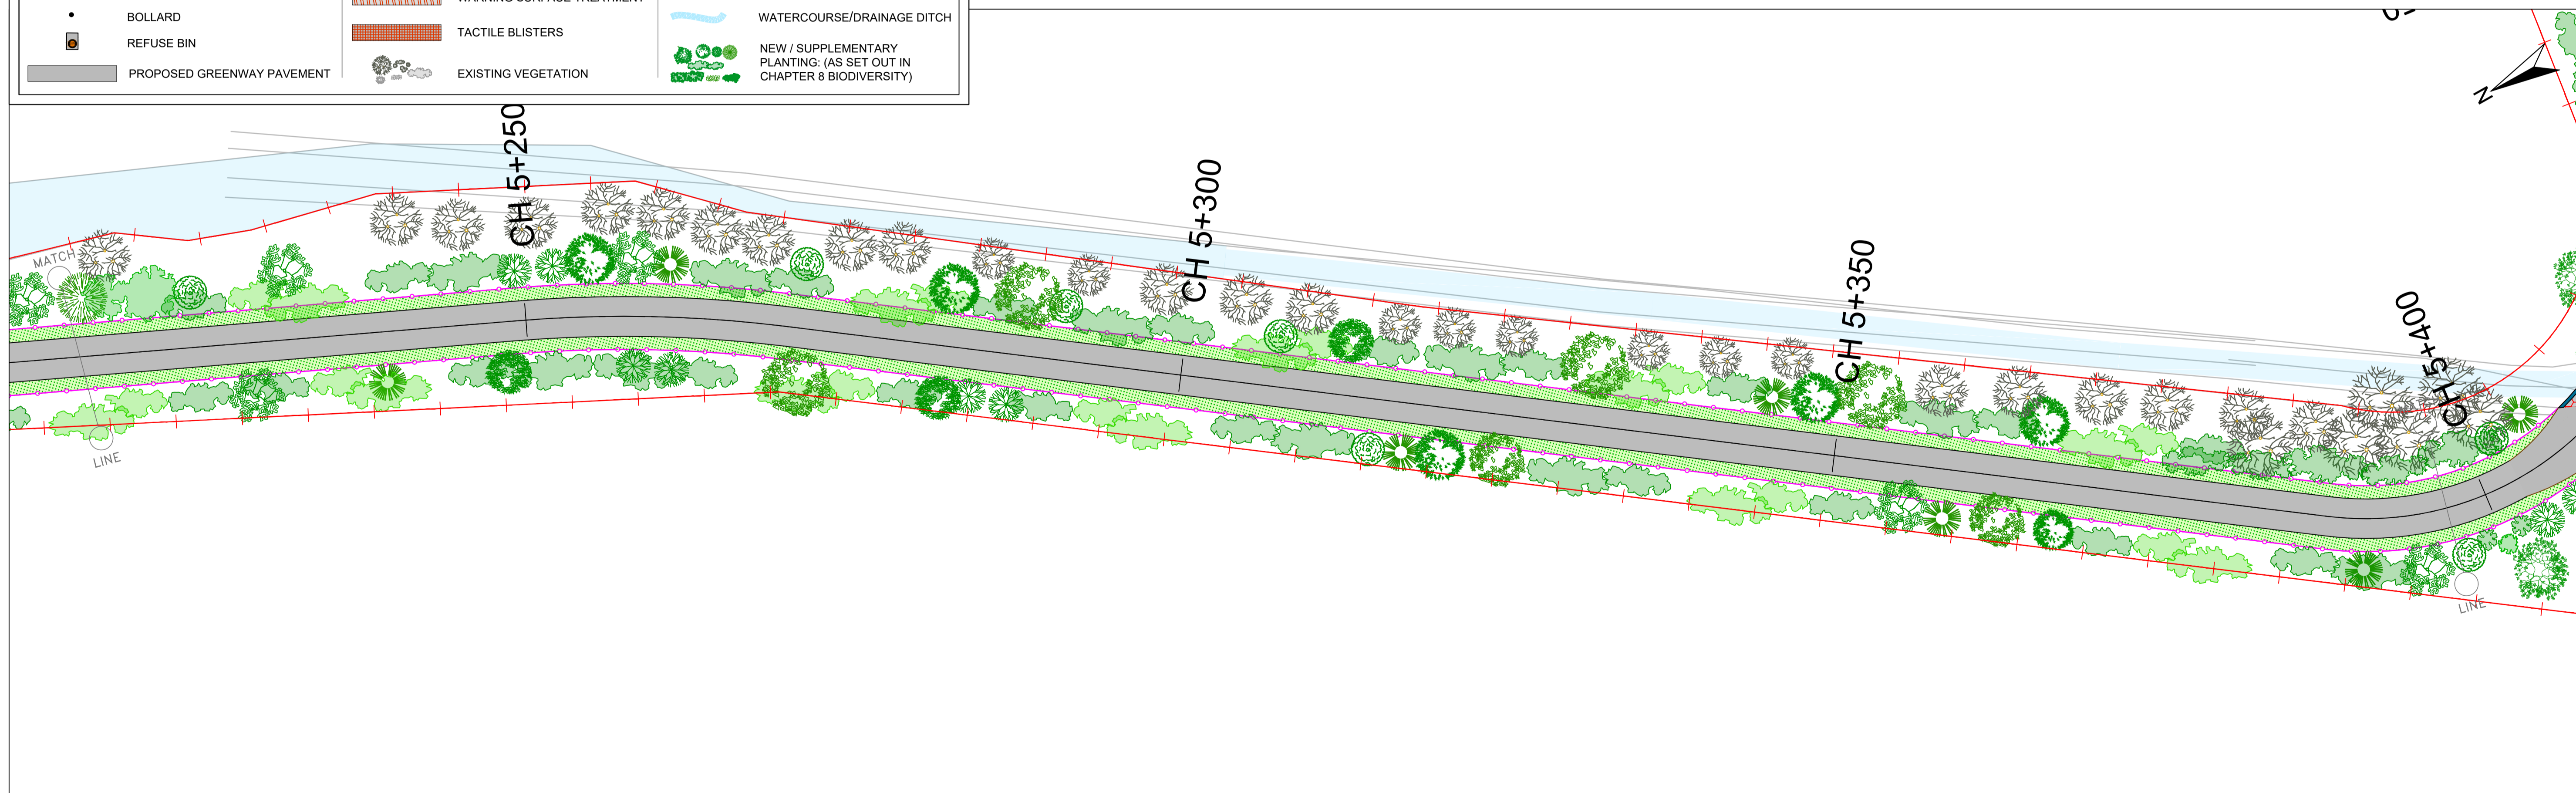 BOLLARD
REFUSE BIN
PROPOSED GREENWAY PAVEMENT
TACTILE BLISTERS
EXISTING VEGETATION
WATERCOURSE/DRAINAGE DITCH
NEW / SUPPLEMENTARY
PLANTING: (AS SET OUT IN
CHAPTER 8 BIODIVERSITY)
N
CH 5+250
CH 5+300
CH 5+350
CH 5+400
MATCH
LINE
LINE